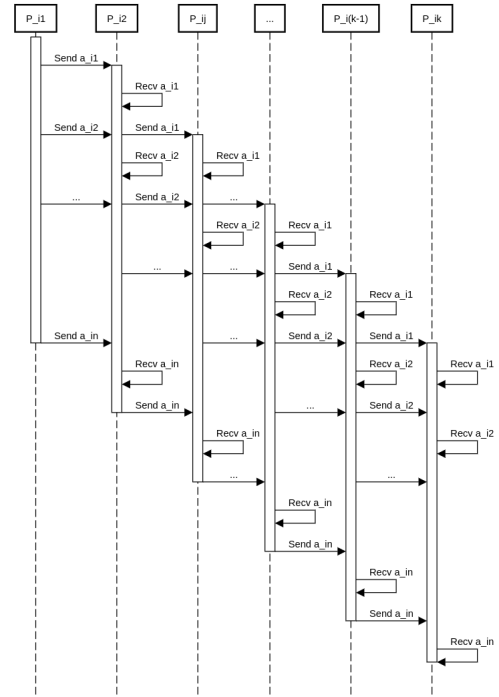 P_i1 P_i2 P_ij ... P_i(k-1) P_ik
Send a_i1
Recv a_i1
Send a_i2 Send a_i1
Recv a_i2 Recv a_i1
... Send a_i2 ...
Recv a_i2 Recv a_i1
... ... Send a_i1
Recv a_i2 Recv a_i1
Send a_in ... Send a_i2 Send a_i1
Recv a_in Recv a_i2 Recv a_i1
Send a_in ... Send a_i2
Recv a_in Recv a_i2
... ...
Recv a_in
Send a_in
Recv a_in
Send a_in
Recv a_in